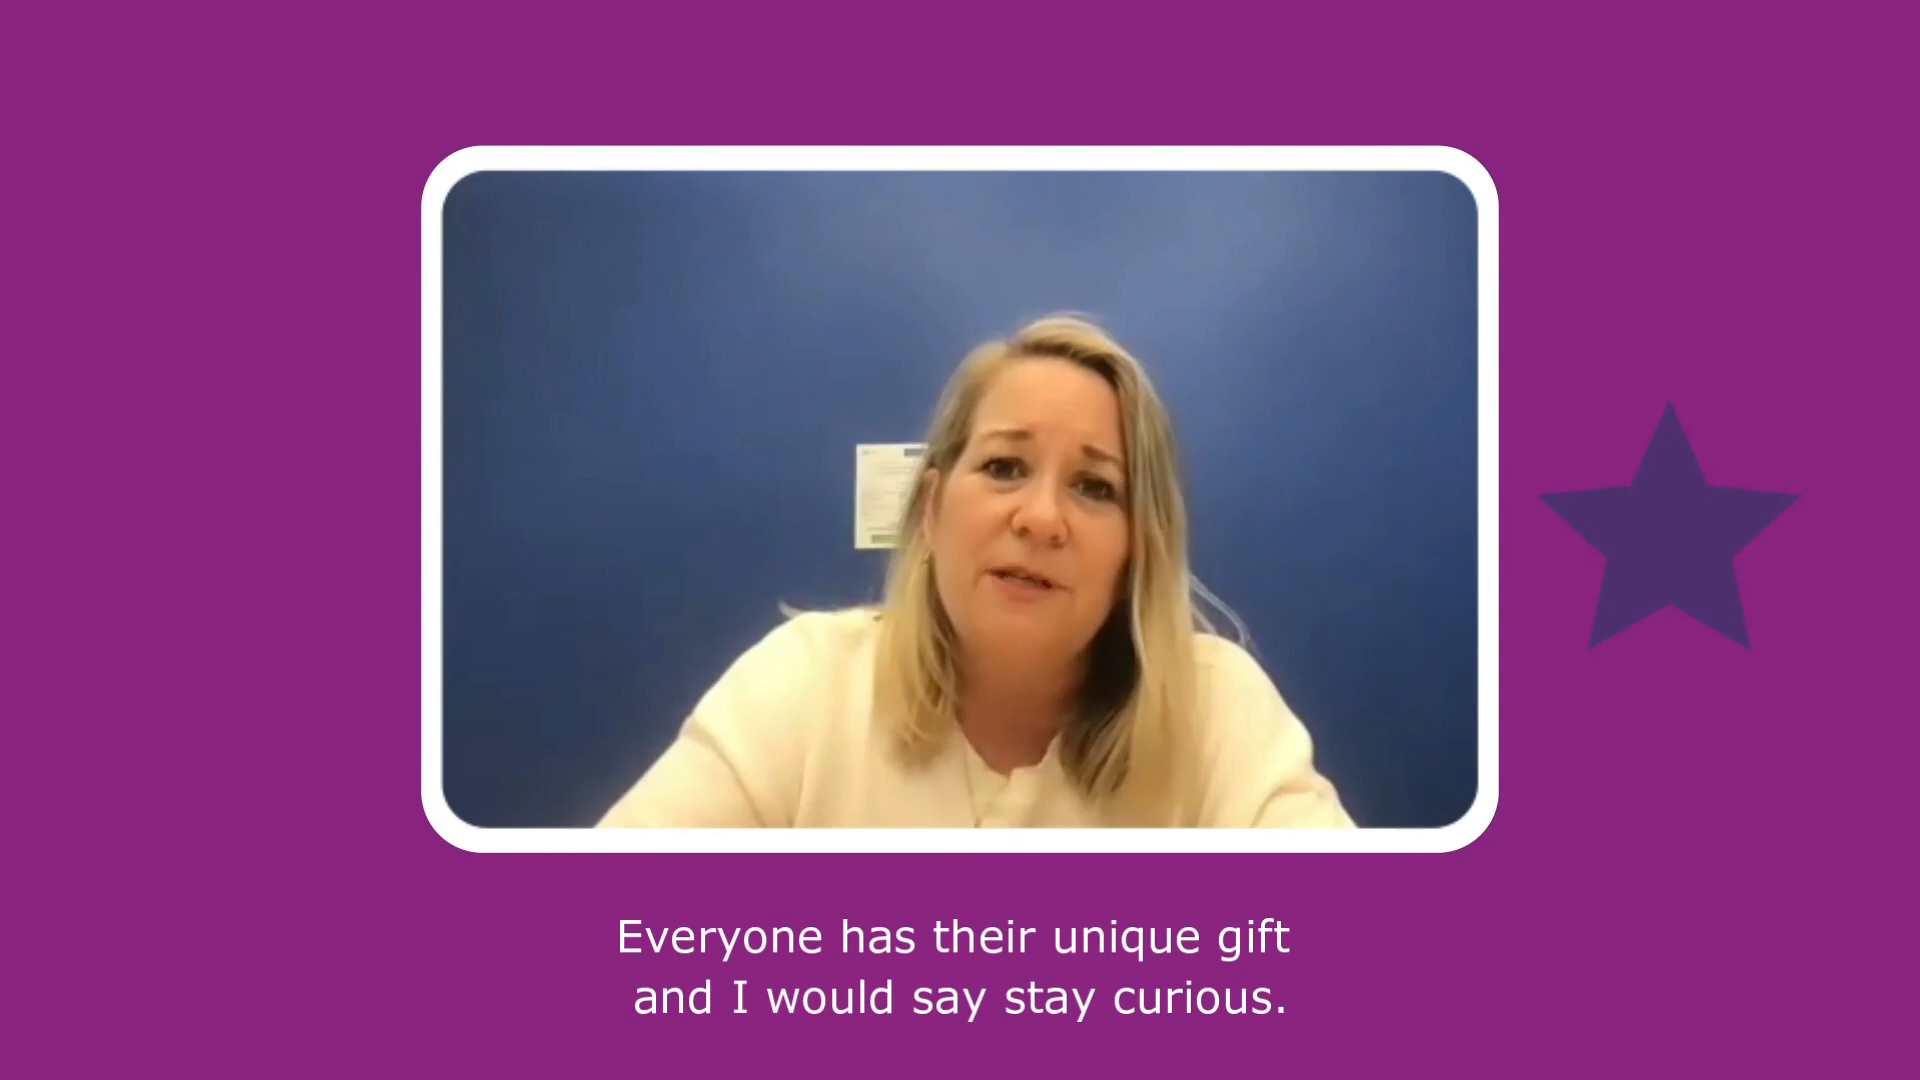 Everyone has their unique gift
and I would say stay curious.